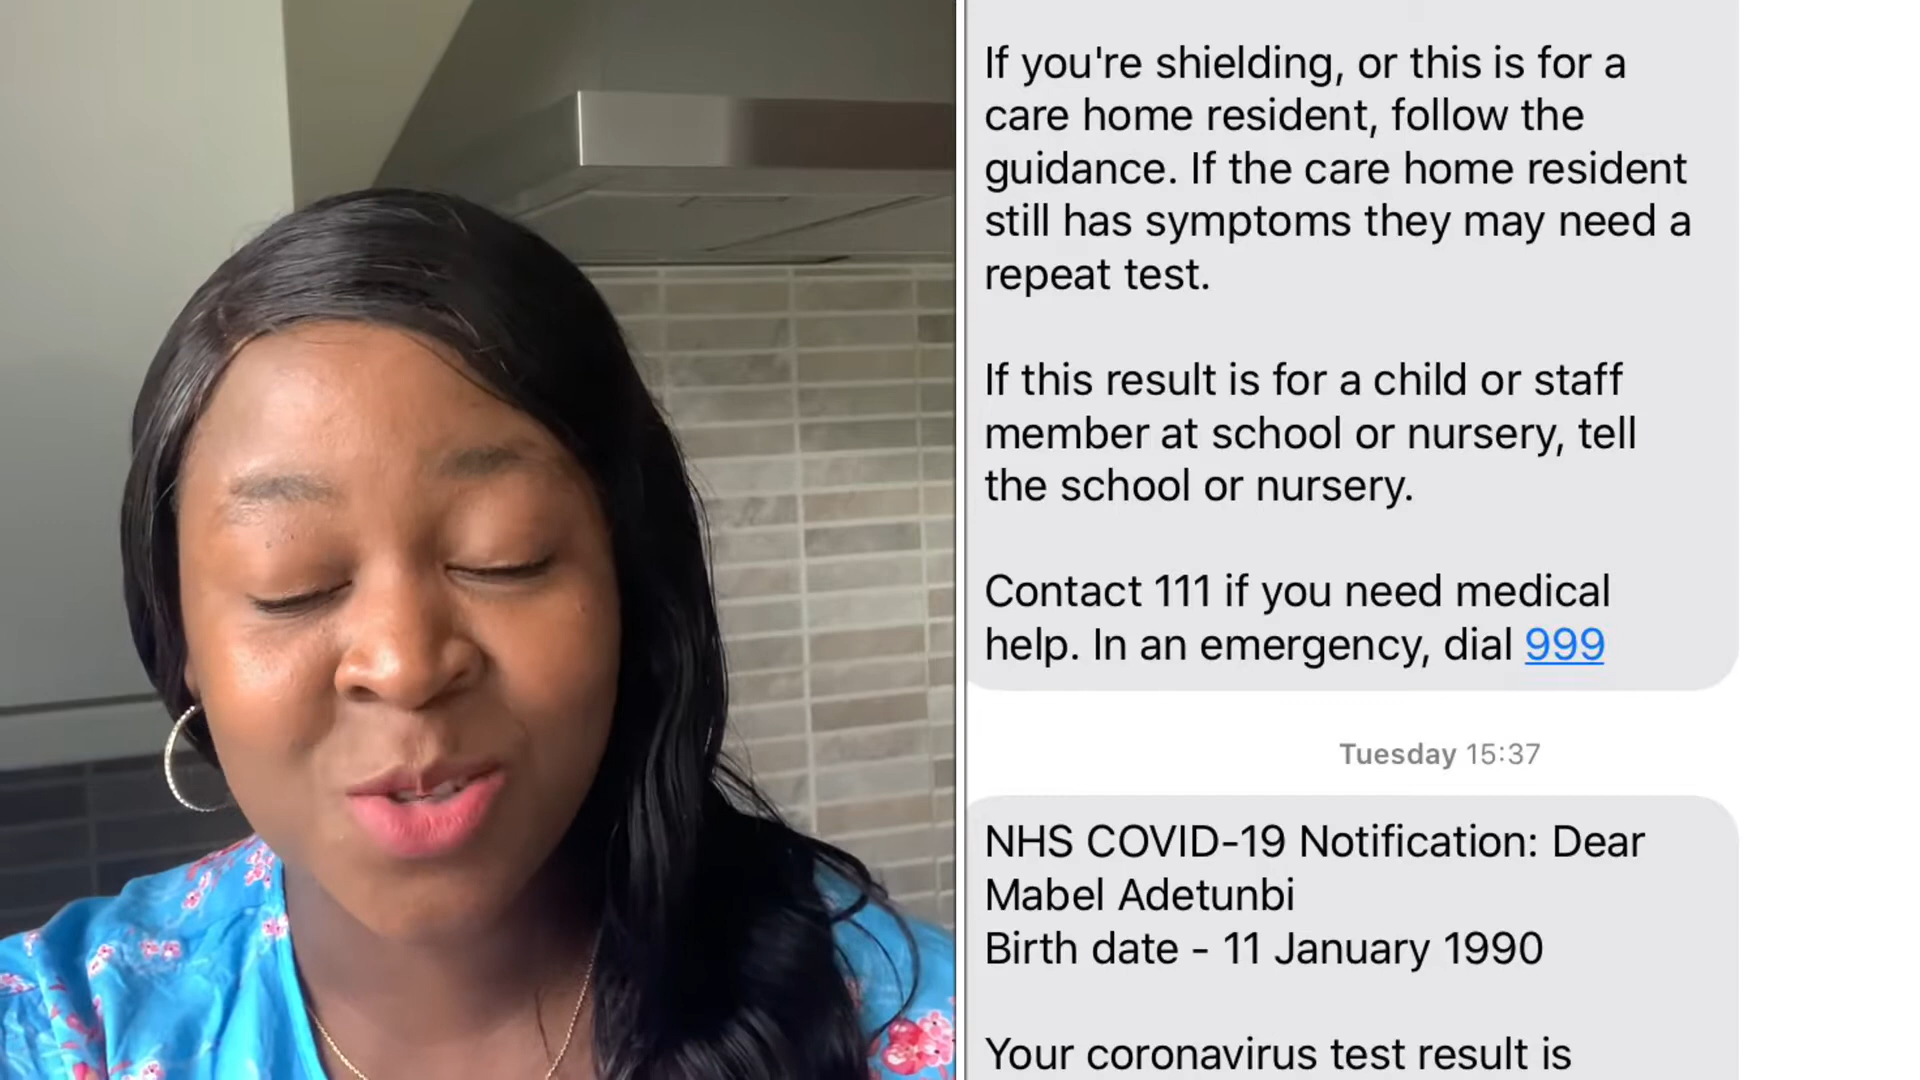 If you're shielding, or this is for a
care home resident, follow the
guidance. If the care home resident
still has symptoms they may need a
repeat test.
If this result is for a child or staff
member at school or nursery, tell
the school or nursery.
Contact 111 if you need medical
help. In an emergency, dial 999
Tuesday 15:37
NHS COVID-19 Notification: Dear
Mabel Adetunbi
Birth date - 11 January 1990
Your coronavirus test result is